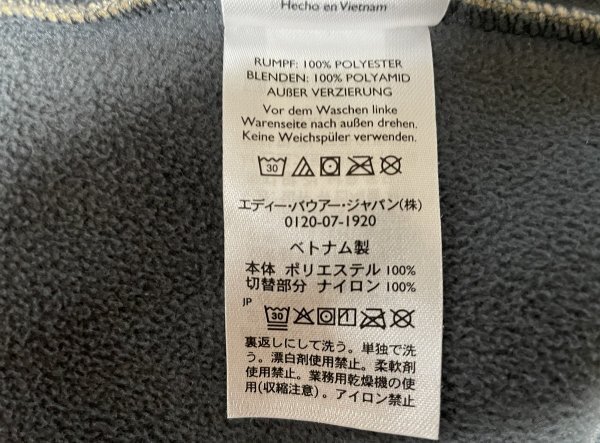 Hecho en Vietnam
RUMPF: 100% POLYESTER
BLENDEN: 100% POLYAMID
AUßER VERZIERUNG
Vor dem Waschen linke
Warenseite nach außen drehen.
Keine Weichspüler verwenden.
30
エディー・バウアー・ジャパン(株)
0120-07-1920
ベトナム製
本体 ポリエステル 100%
切替部分 ナイロン 100%
JP
30
裏返しにして洗う。単独で洗
う。漂白剤使用禁止。柔軟剤
使用禁止。業務用乾燥機の使
用(収縮注意)。アイロン禁止